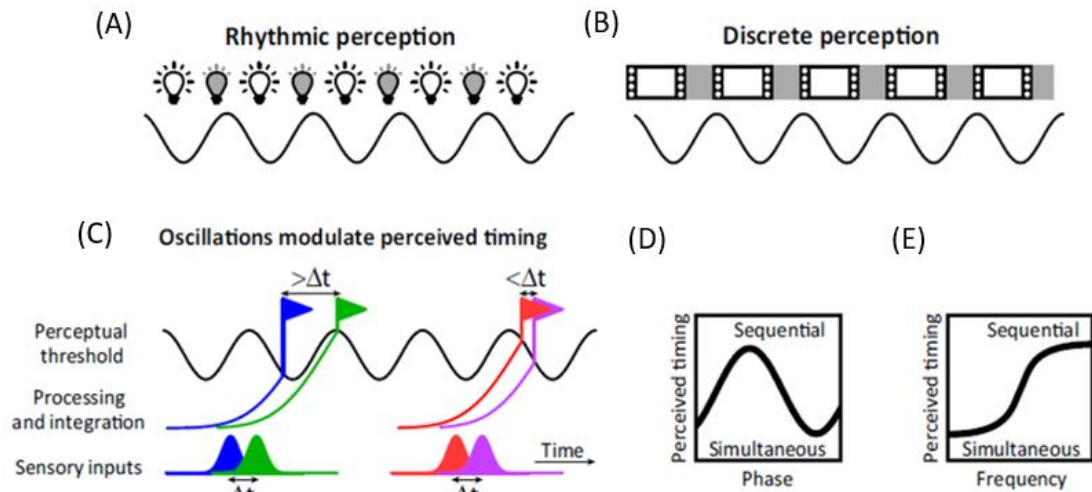 (A)
Rhythmic perception
(B)
Discrete perception
(C)
Oscillations modulate perceived timing
>Δt
<Δt
Perceptual
threshold
Processing
and integration
Sensory inputs
Time
Δt
Δt
(D)
Perceived timing
Sequential
Simultaneous
Phase
(E)
Perceived timing
Sequential
Simultaneous
Frequency